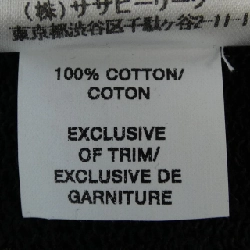 (株)サザビーリーグ
東京都渋谷区千駄ヶ谷2-11-1
100% COTTON/
COTON
EXCLUSIVE
OF TRIM/
EXCLUSIVE DE
GARNITURE